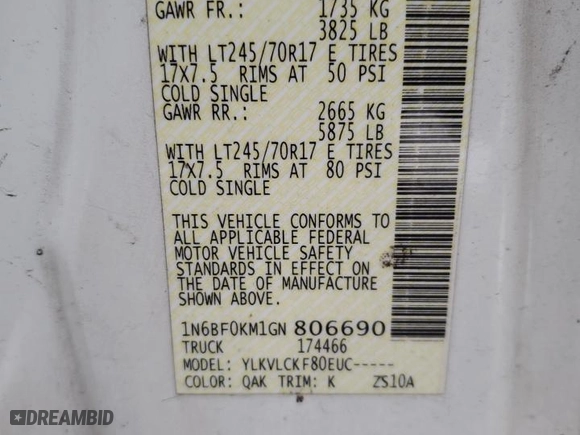 GAWR FR.: 1735 KG
3825 LB
WITH LT245/70R17 E TIRES
17X7.5 RIMS AT 50 PSI
COLD SINGLE
GAWR RR.: 2665 KG
5875 LB
WITH LT245/70R17 E TIRES
17X7.5 RIMS AT 80 PSI
COLD SINGLE
THIS VEHICLE CONFORMS TO
ALL APPLICABLE FEDERAL
MOTOR VEHICLE SAFETY
STANDARDS IN EFFECT ON
THE DATE OF MANUFACTURE
SHOWN ABOVE.
1N6BF0KM1GN 806690
TRUCK 174466
MODEL: YLKVLCKF80EUC-----
COLOR: QAK TRIM: K ZS10A
DREAMBID